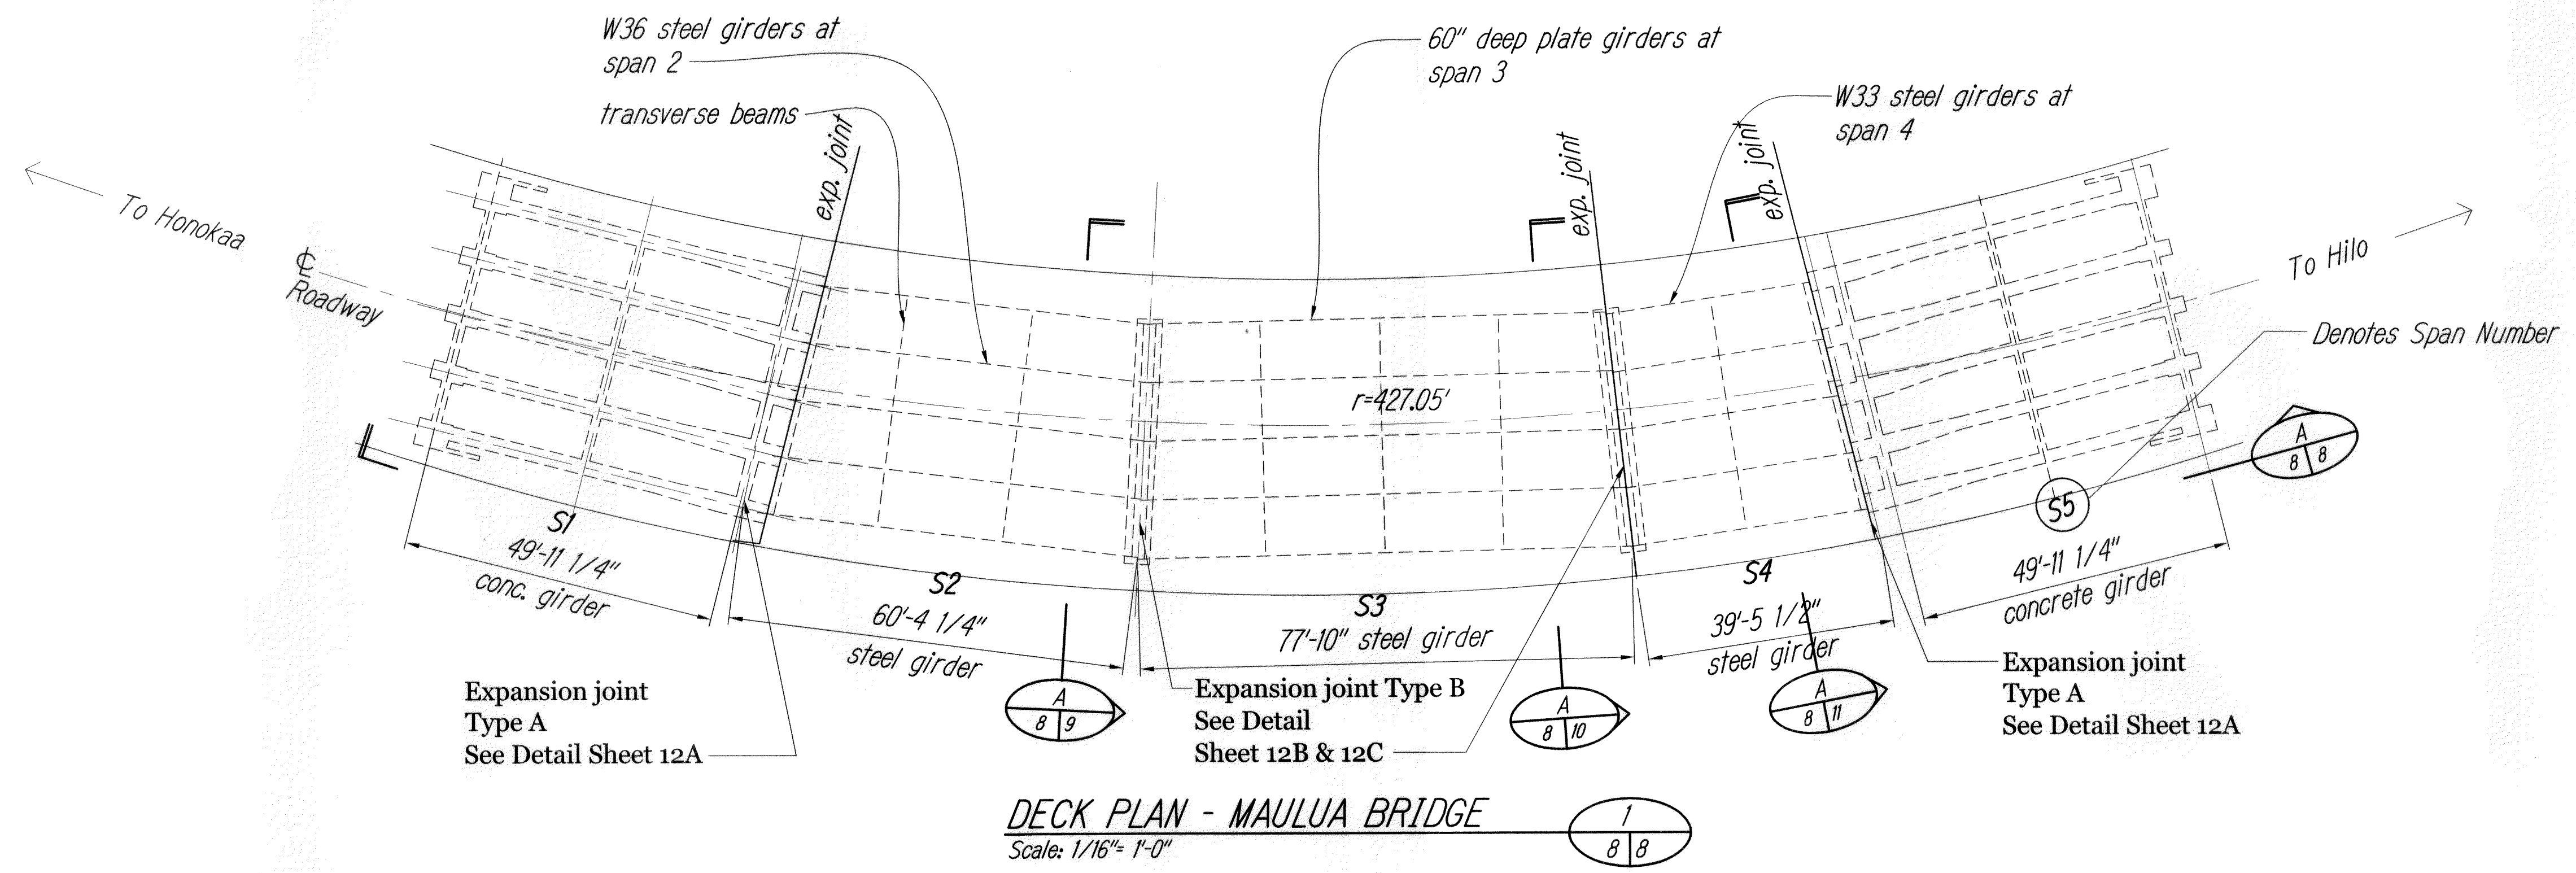 W36 steel girders at
span 2
transverse beams
exp. joint
60" deep plate girders at
span 3
exp. joint
W33 steel girders at
span 4
exp. joint
To Honokaa
℄
Roadway
To Hilo
Denotes Span Number
r=427.05'
A
8 8
S1
49'-11 1/4"
conc. girder
S2
60'-4 1/4"
steel girder
S3
77'-10" steel girder
S4
39'-5 1/2"
steel girder
S5
49'-11 1/4"
concrete girder
Expansion joint
Type A
See Detail Sheet 12A
A
8 9
Expansion joint Type B
See Detail
Sheet 12B & 12C
A
8 10
A
8 11
Expansion joint
Type A
See Detail Sheet 12A
DECK PLAN - MAULUA BRIDGE
Scale: 1/16"= 1'-0"
1
8 8